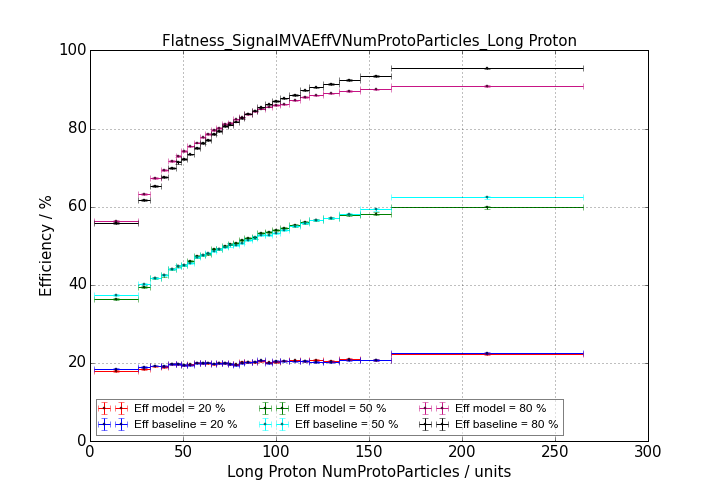 Flatness_SignalMVAEffVNumProtoParticles_Long Proton
100
80
60
40
20
0
Efficiency / %
Eff model = 20 % Eff model = 50 % Eff model = 80 %
Eff baseline = 20 % Eff baseline = 50 % Eff baseline = 80 %
0 50 100 150 200 250 300
Long Proton NumProtoParticles / units